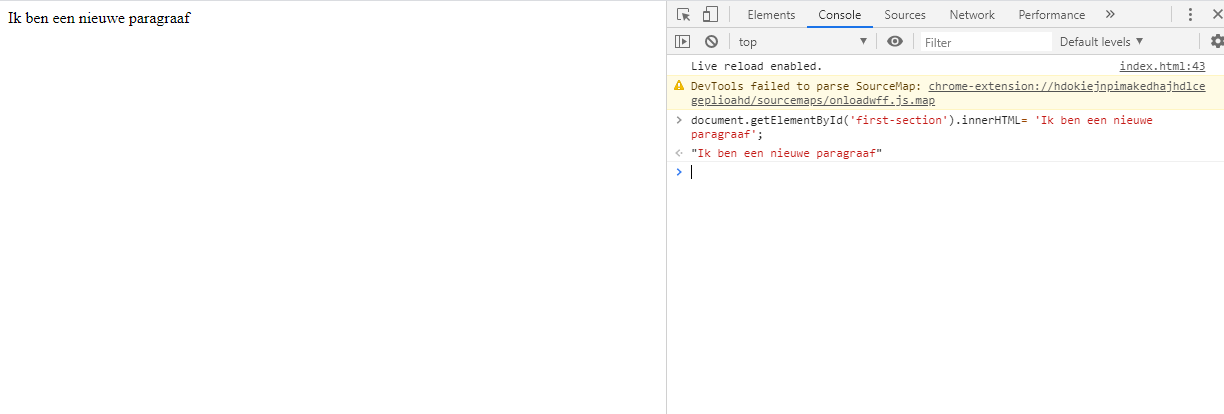 Ik ben een nieuwe paragraaf
Elements Console Sources Network Performance »
top ▼ Filter Default levels ▼
Live reload enabled. index.html:43
DevTools failed to parse SourceMap: chrome-extension://hdokiejnpimakedhajhdlce
geplioahd/sourcemaps/onloadwff.js.map
> document.getElementById('first-section').innerHTML= 'Ik ben een nieuwe
paragraaf';
"Ik ben een nieuwe paragraaf"
>